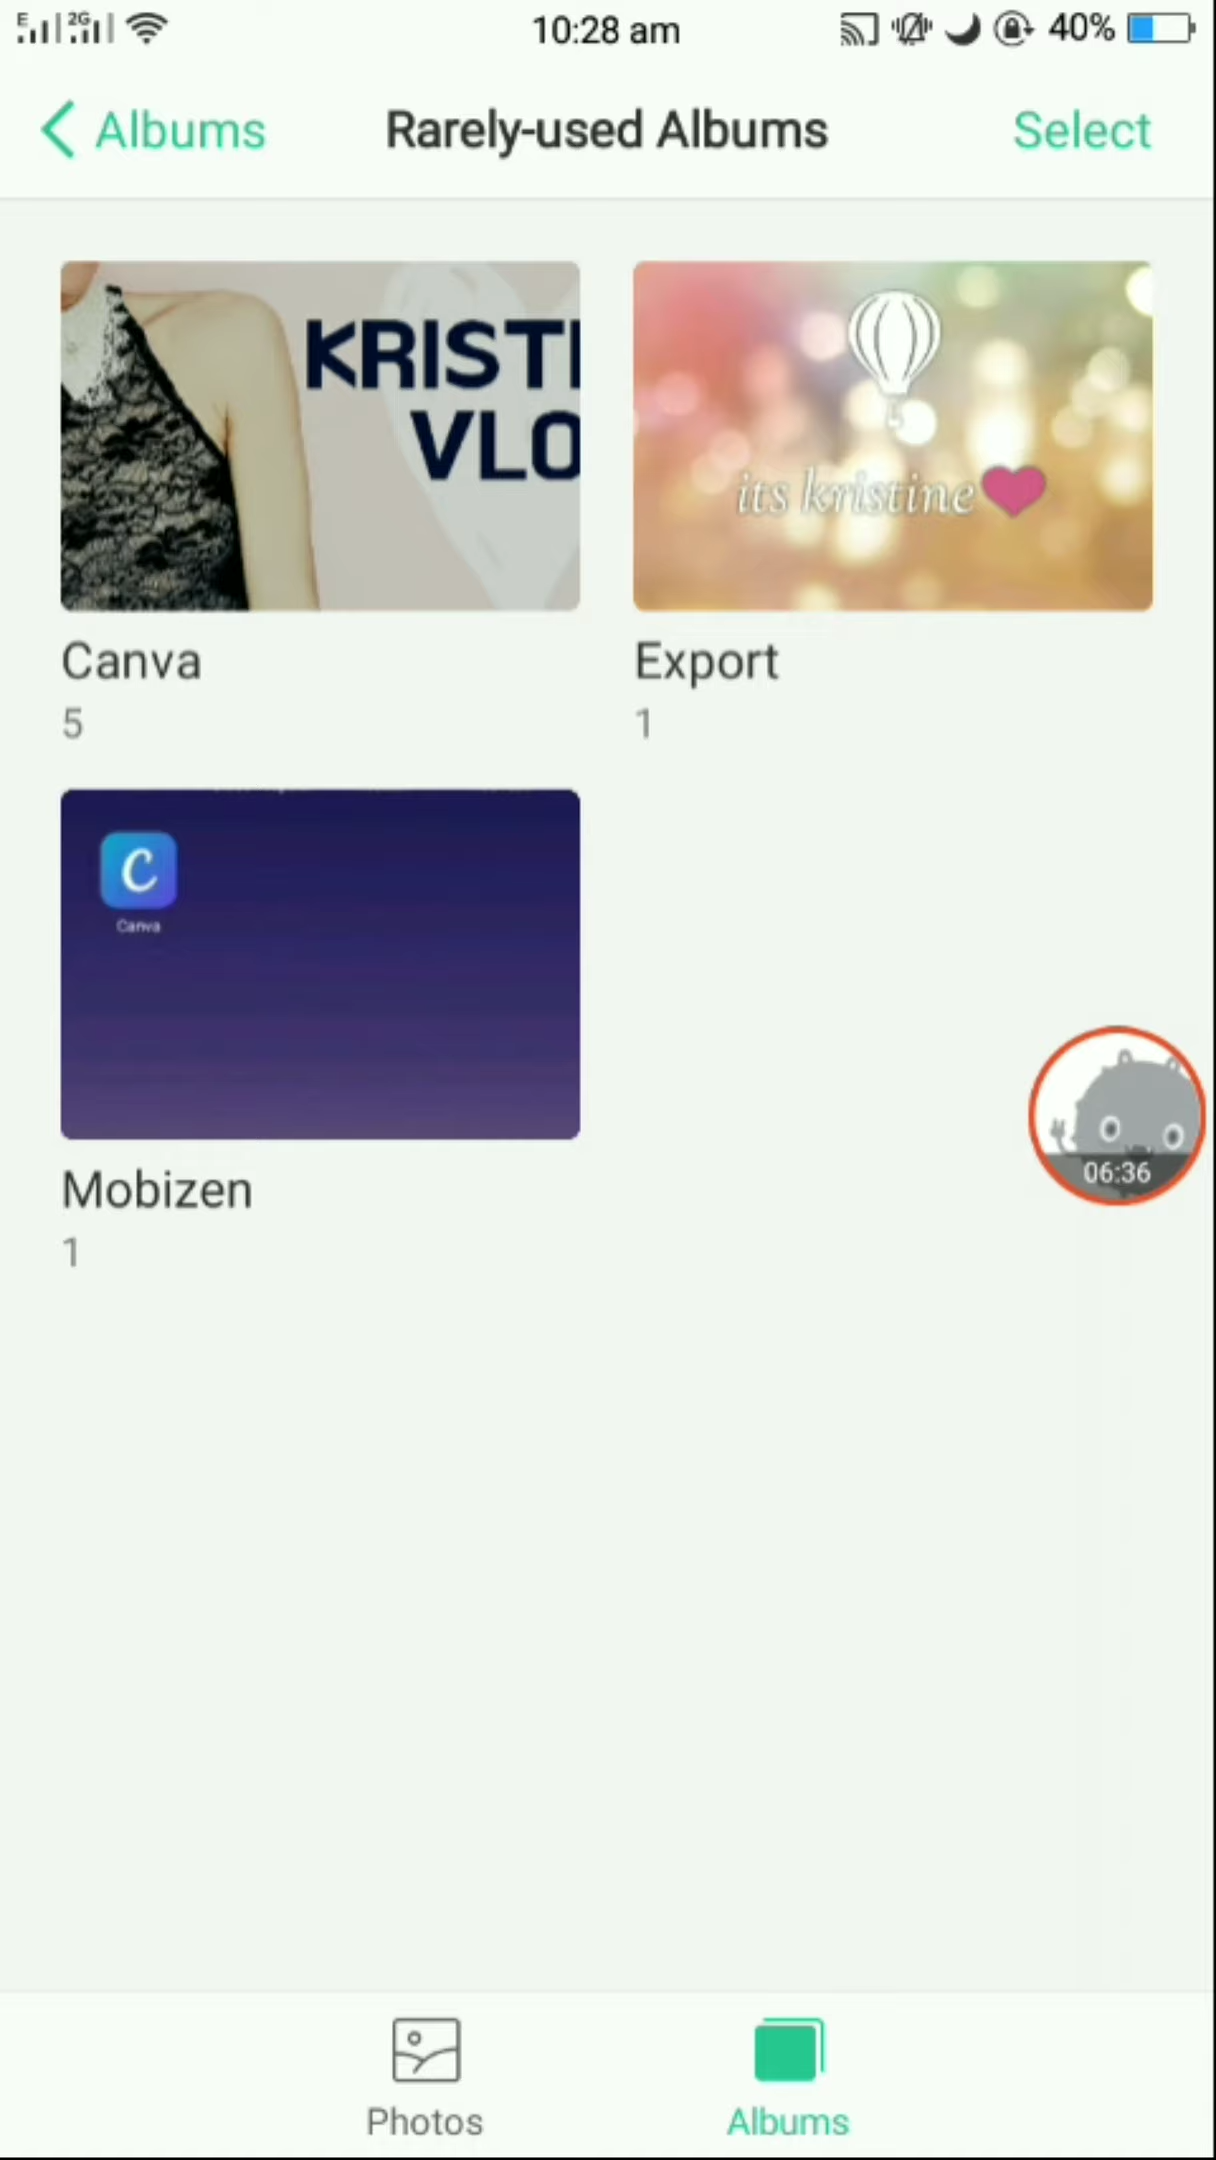 E 2G 10:28 am 40%
Albums Rarely-used Albums Select
KRISTI
VLO
its kristine
Canva
5
Export
1
C
Canva
Mobizen
1
06:36
Photos Albums